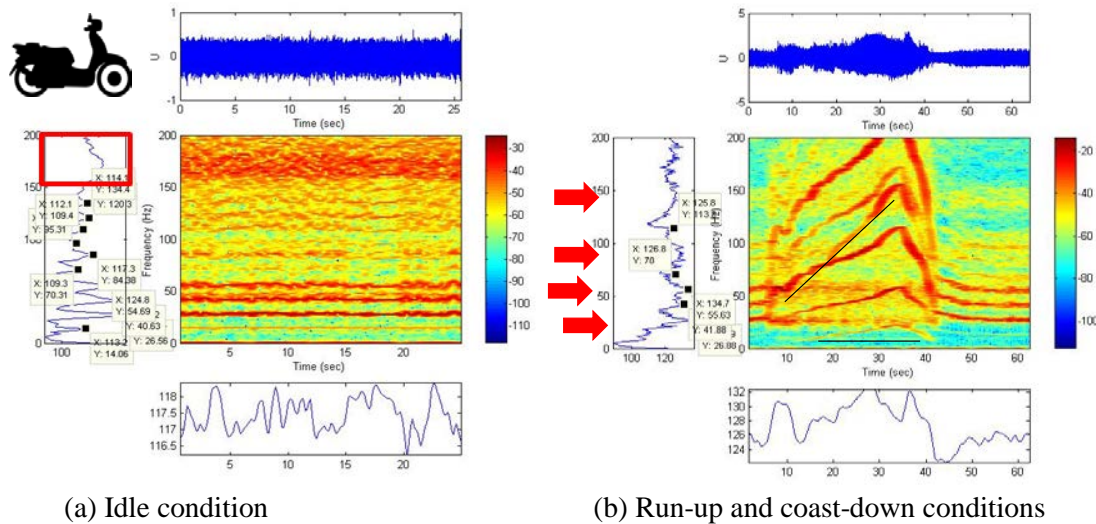 1
0
-1
U
0
5
10
15
20
25
Time (sec)
5
0
-5
U
0
10
20
30
40
50
60
Time (sec)
200
150
100
50
0
100
X: 114.1
Y: 134.4
X: 112.1
Y: 120.3
Y: 109.4
Y: 95.31
X: 117.3
Y: 84.38
X: 109.3
Y: 70.31
X: 124.8
Y: 54.69
Y: 40.63
X: 113.2
Y: 14.06
Y: 26.56
Frequency (Hz)
200
150
100
50
0
5
10
15
20
25
Time (sec)
-30
-40
-50
-60
-70
-80
-90
-100
-110
200
150
100
50
0
100
120
X: 125.8
X: 126.8
Y: 70
X: 134.7
Y: 55.63
Y: 41.88
Y: 26.88
Frequency (Hz)
200
150
100
50
0
10
20
30
40
50
60
Time (sec)
-20
-40
-60
-80
-100
118
117.5
117
116.5
5
10
15
20
132
130
128
126
124
10
20
30
40
50
60
(a) Idle condition
(b) Run-up and coast-down conditions